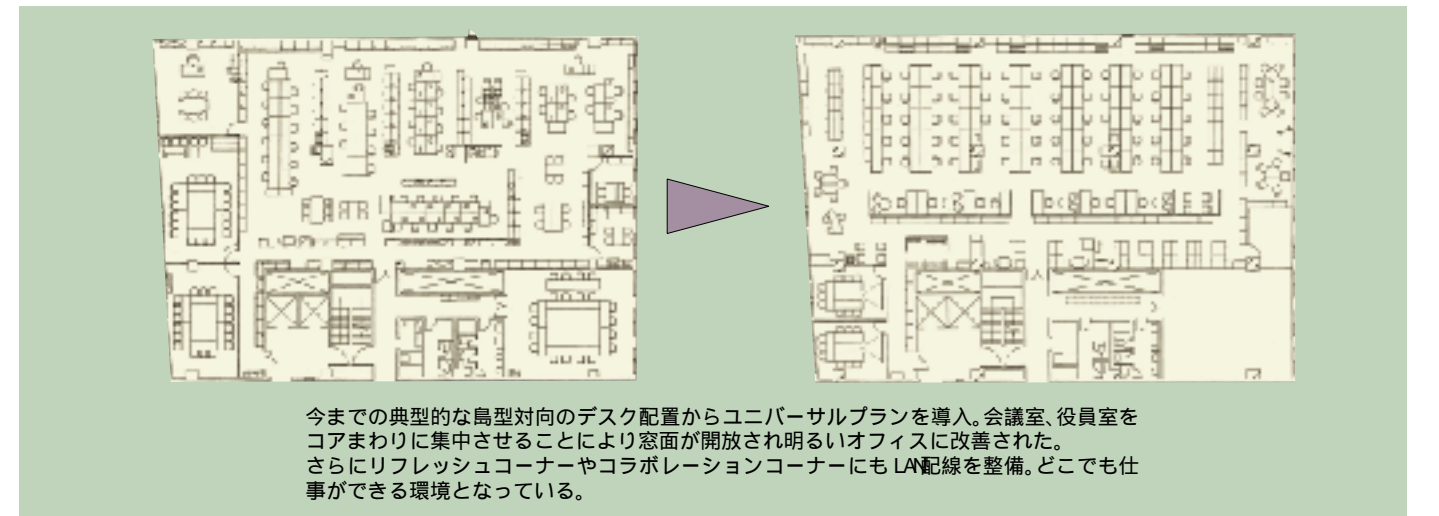 今までの典型的な島型対向のデスク配置からユニバーサルプランを導入。会議室、役員室を
コアまわりに集中させることにより窓面が開放され明るいオフィスに改善された。
さらにリフレッシュコーナーやコラボレーションコーナーにも LAN配線を整備。どこでも仕
事ができる環境となっている。